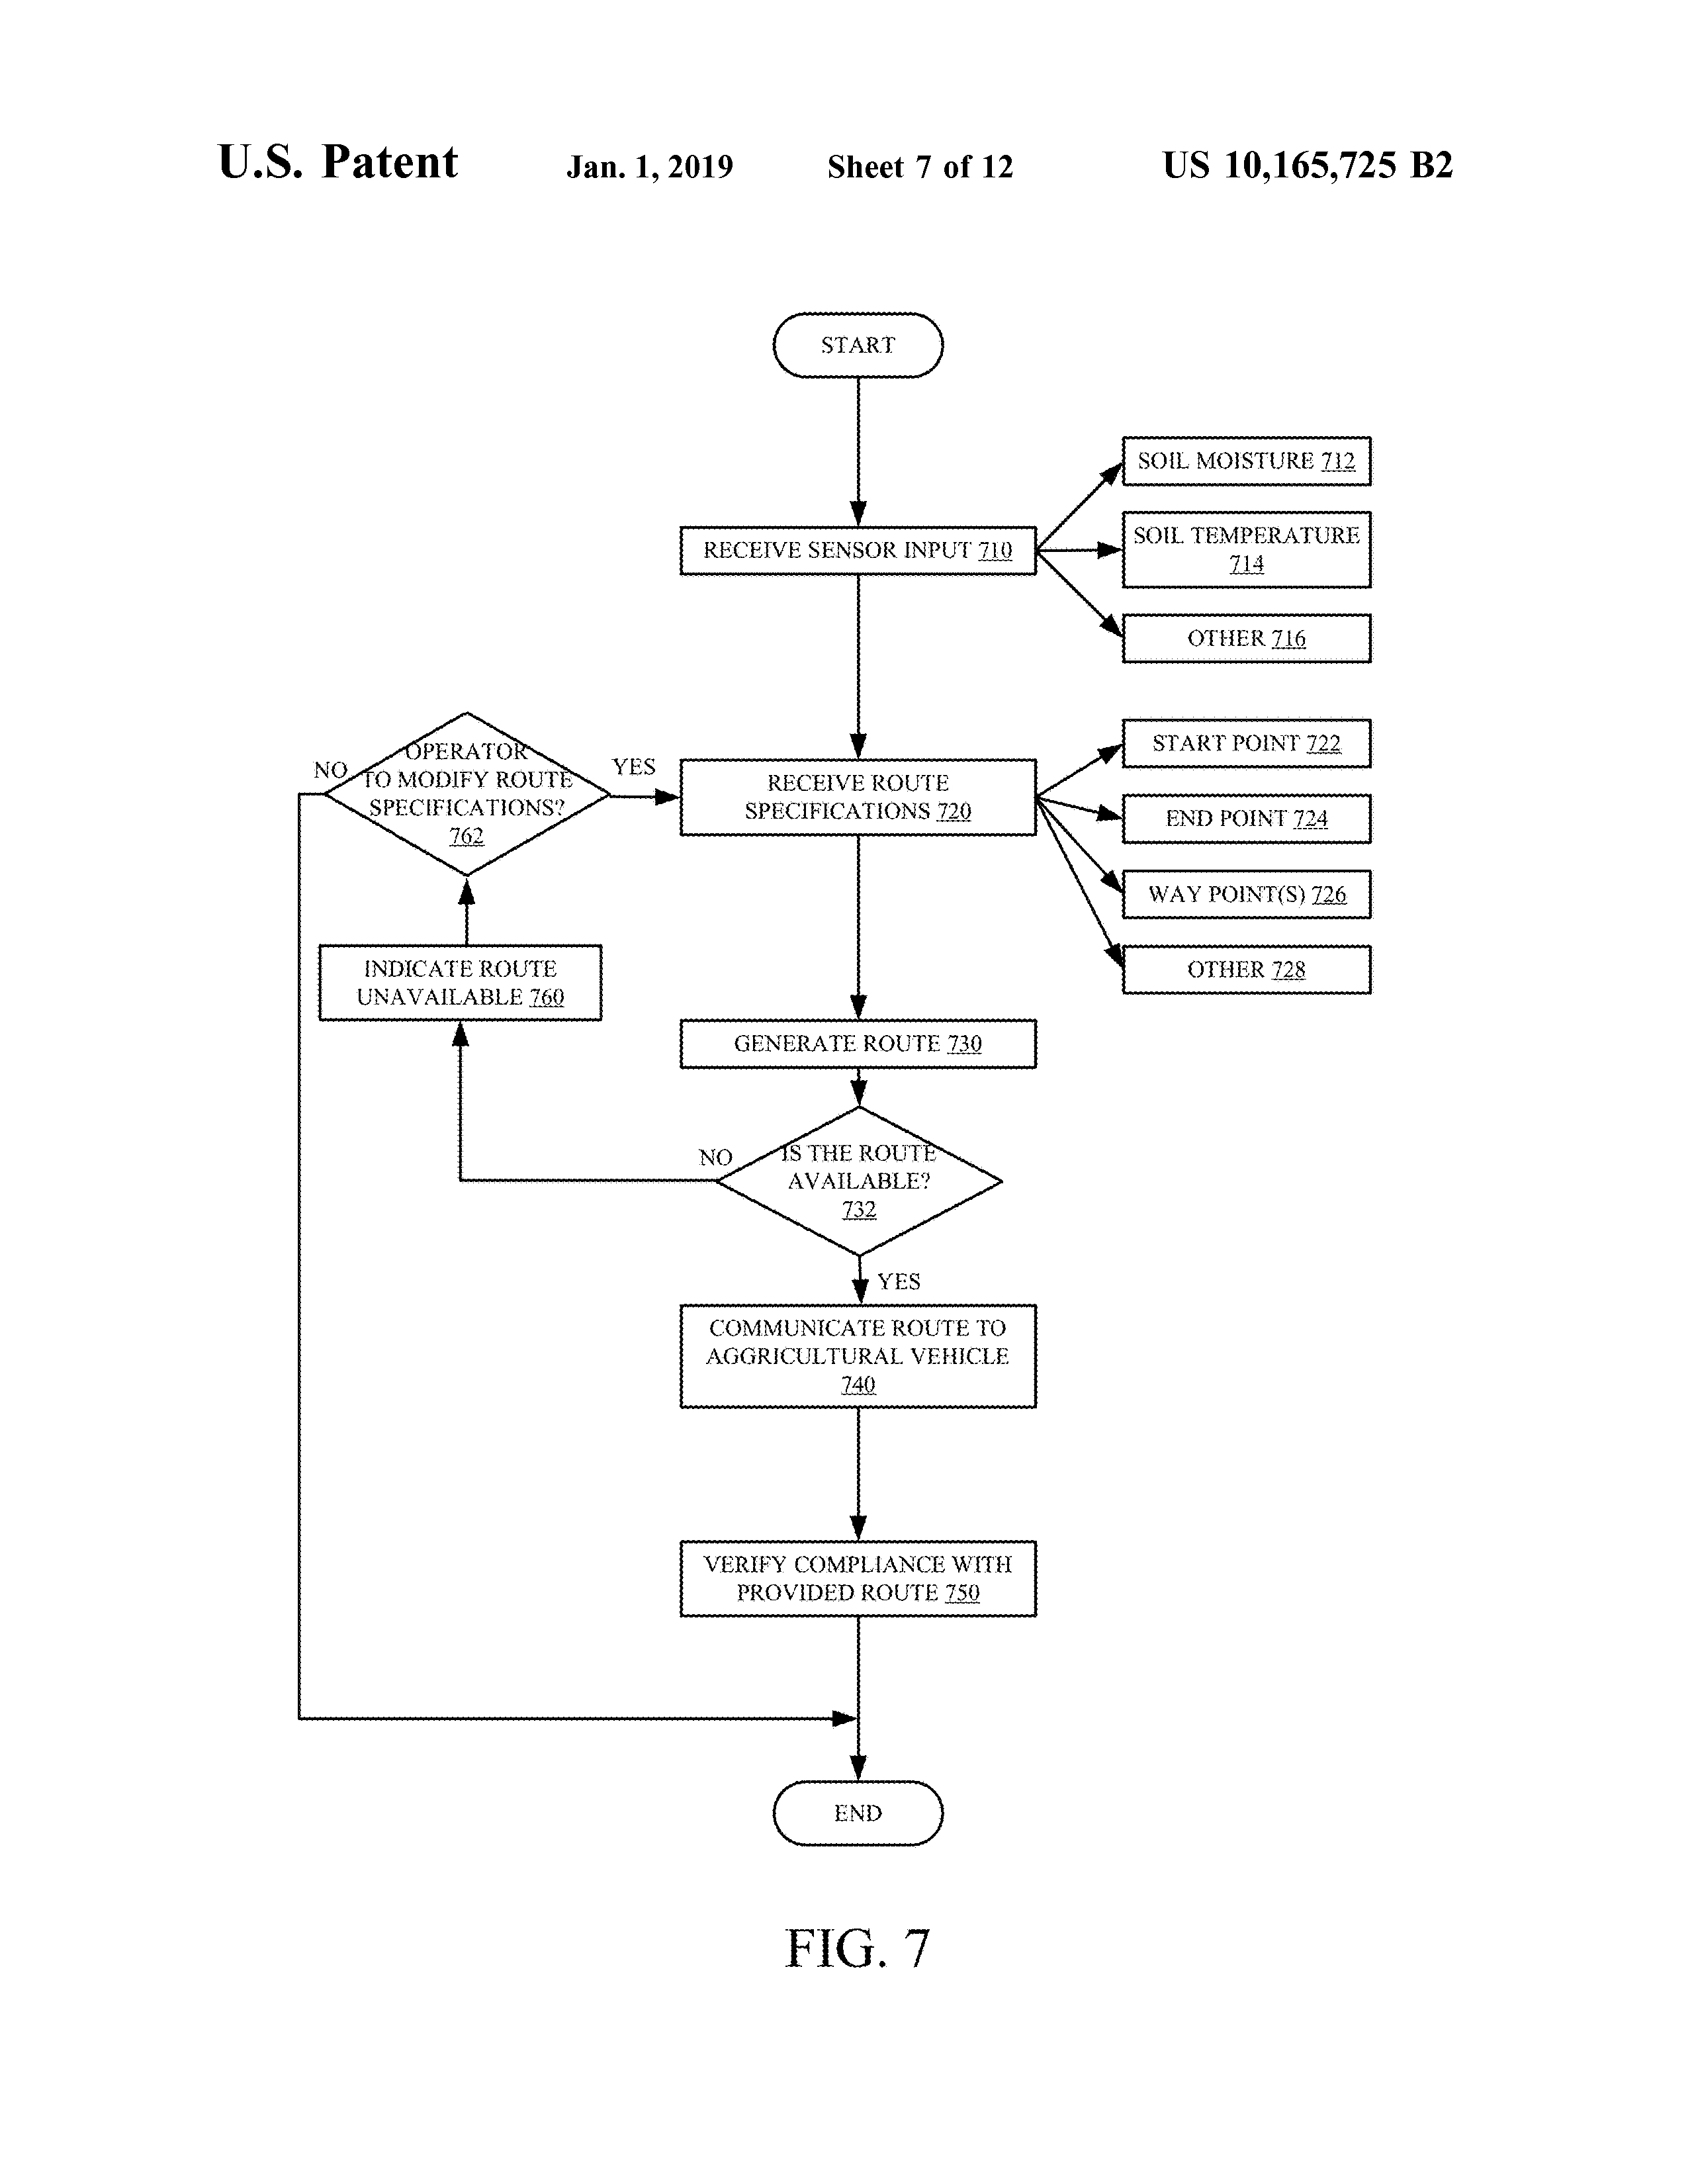 U.S. Patent Jan. 1, 2019 Sheet 7 of 12 US 10,165,725 B2
START
SOIL MOISTURE 712
RECEIVE SENSOR INPUT 710
SOIL TEMPERATURE
714
OTHER 716
OPERATOR
TO MODIFY ROUTE
SPECIFICATIONS?
762
NO
YES
RECEIVE ROUTE
SPECIFICATIONS 720
START POINT 722
END POINT 724
WAY POINT(S) 726
OTHER 728
INDICATE ROUTE
UNAVAILABLE 760
GENERATE ROUTE 730
NO
IS THE ROUTE
AVAILABLE?
732
YES
COMMUNICATE ROUTE TO
AGGRICULTURAL VEHICLE
740
VERIFY COMPLIANCE WITH
PROVIDED ROUTE 750
END
FIG. 7